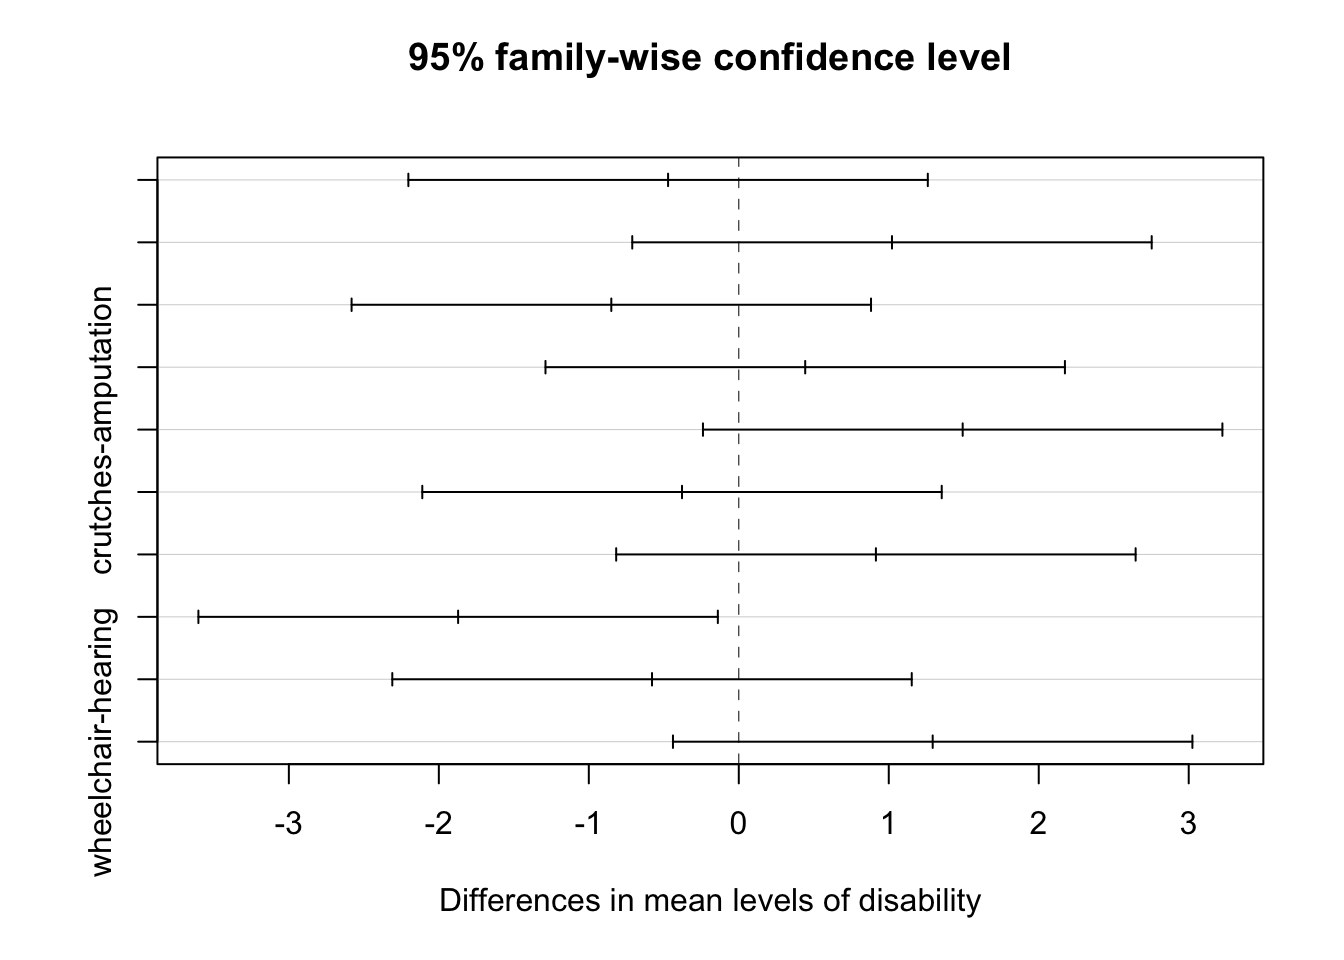 95% family-wise confidence level
crutches-amputation
wheelchair-hearing
-3 -2 -1 0 1 2 3
Differences in mean levels of disability